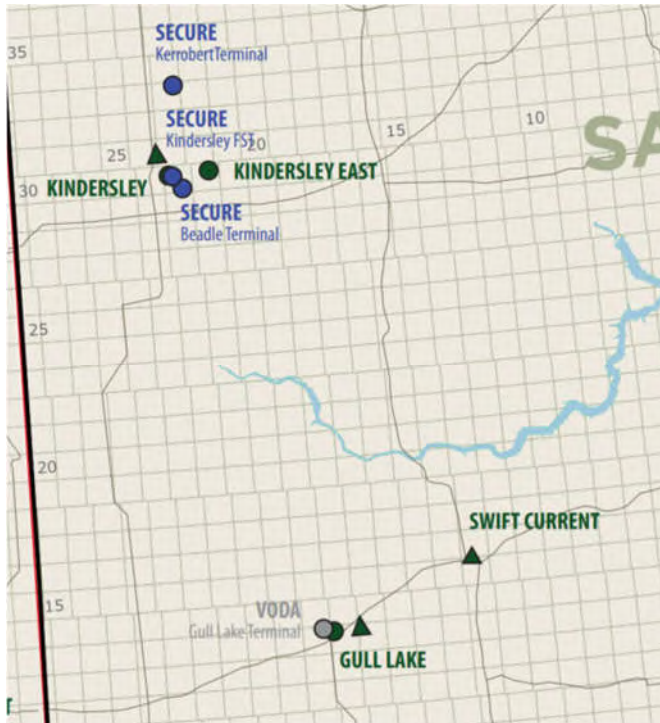 35
SECURE
KerrobertTerminal
10
SA
15
SECURE
Kindersley FST
20
25
KINDERSLEY EAST
KINDERSLEY
30
SECURE
Beadle Terminal
25
20
SWIFT CURRENT
15
VODA
Gull Lake Terminal
GULL LAKE
T